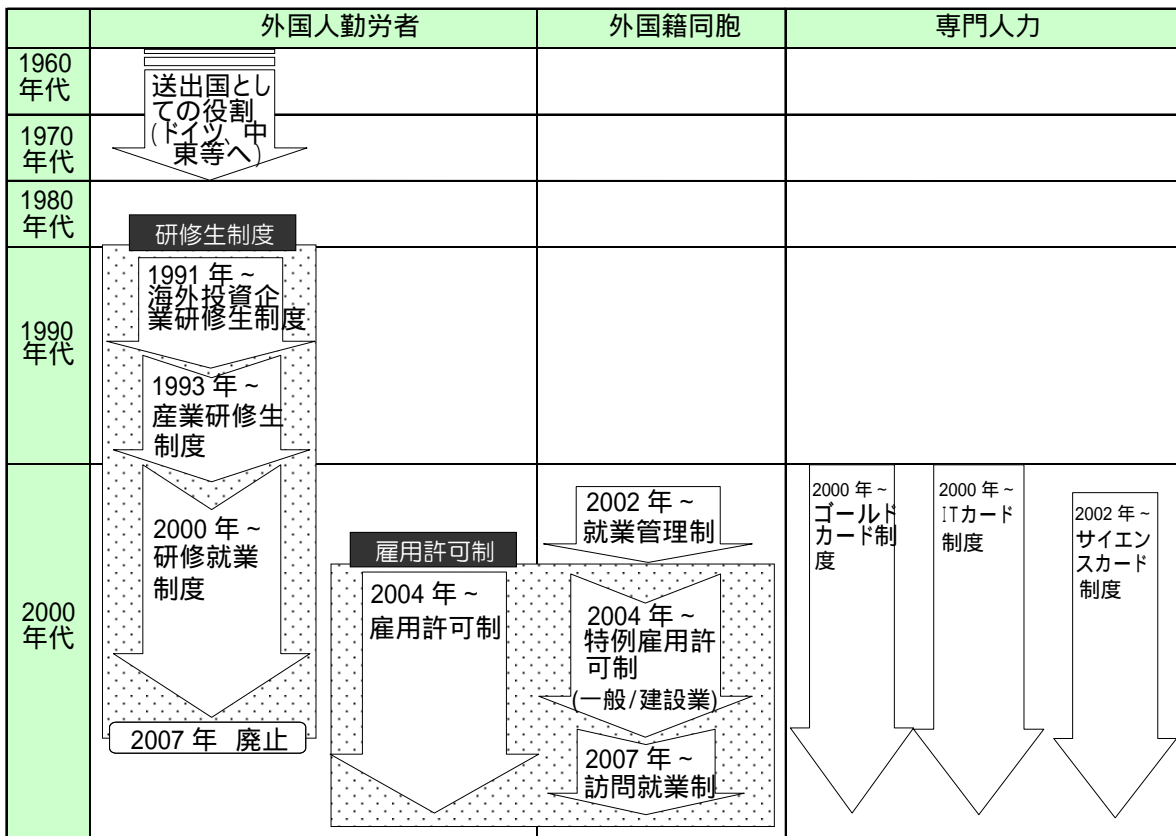 外国人勤労者
外国籍同胞
専門人力
1960
年代
送出国とし
ての役割
(ドイツ、中
東等へ)
1970
年代
1980
年代
研修生制度
1990
年代
1991 年 ~
海外投資企
業研修生制度
1993 年 ~
産業研修生
制度
2000
年代
2000 年 ~
研修就業
制度
2007 年 廃止
雇用許可制
2004 年 ~
雇用許可制
2002 年 ~
就業管理制
2004 年 ~
特例雇用許
可制
(一般/建設業)
2007 年 ~
訪問就業制
2000 年 ~
ゴールド
カード制
度
2000 年 ~
ITカード
制度
2002 年 ~
サイエン
スカード
制度